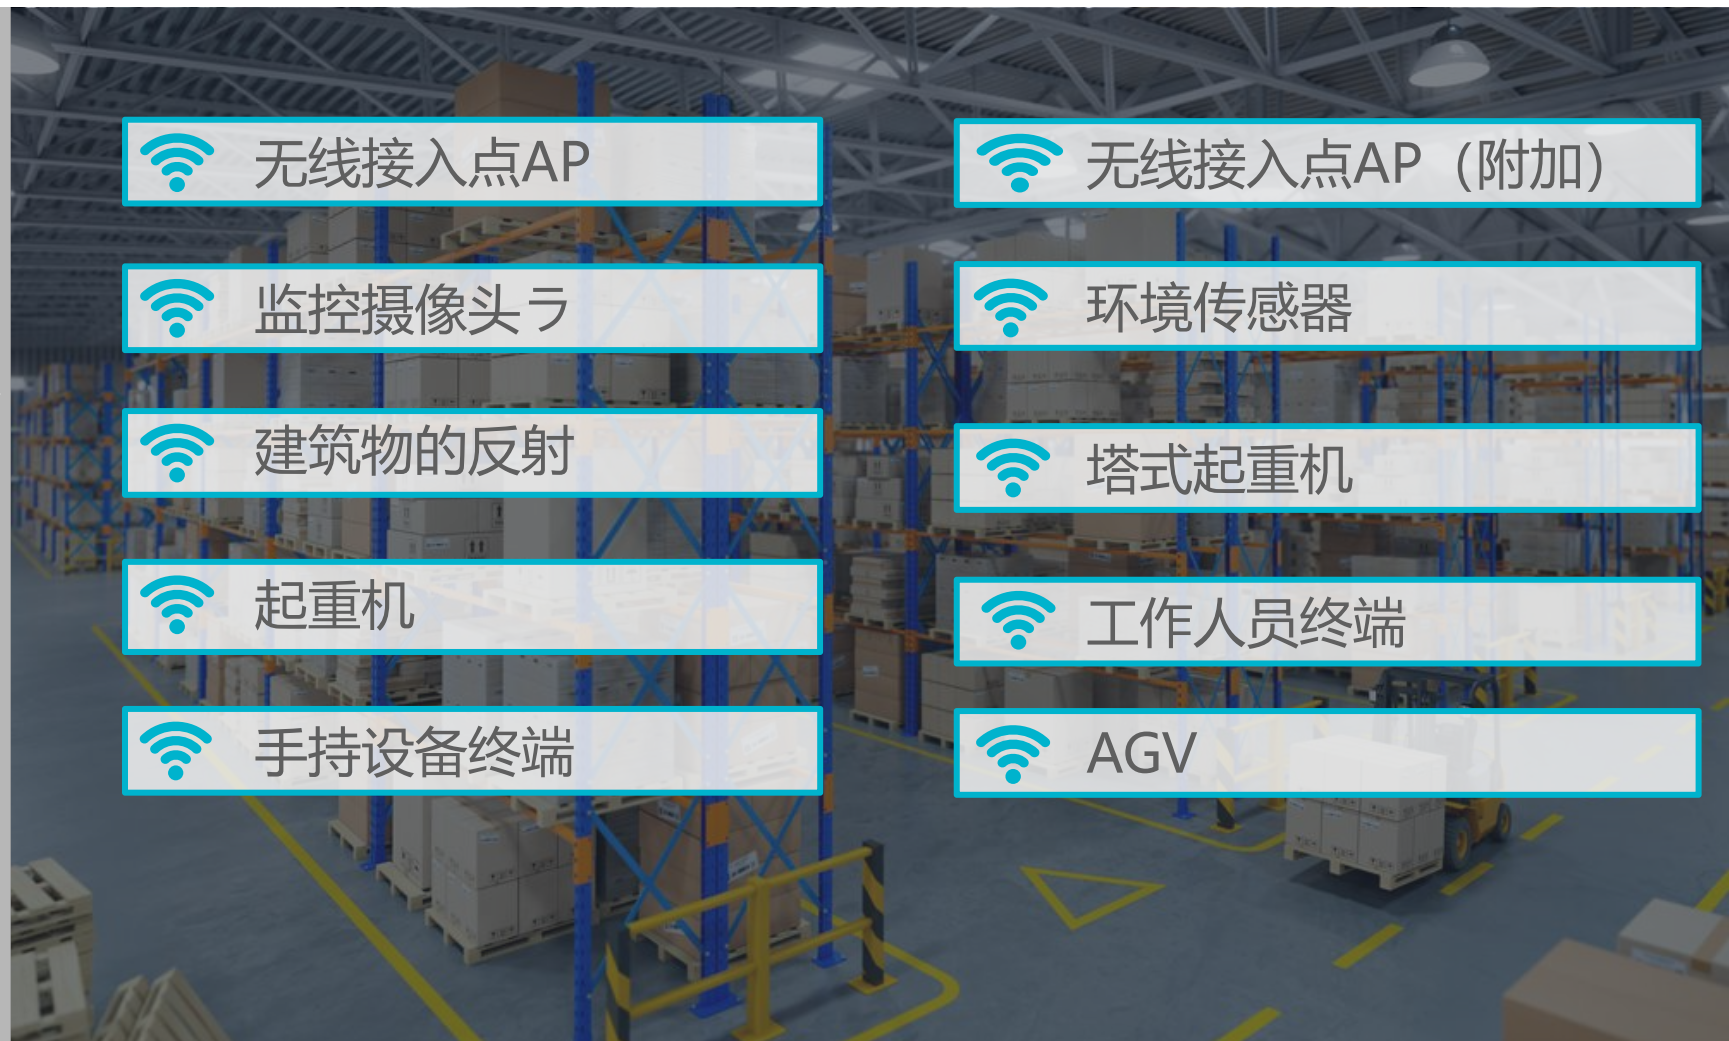 无线接入点AP
无线接入点AP（附加）
监控摄像头ラ
环境传感器
建筑物的反射
塔式起重机
起重机
工作人员终端
手持设备终端
AGV